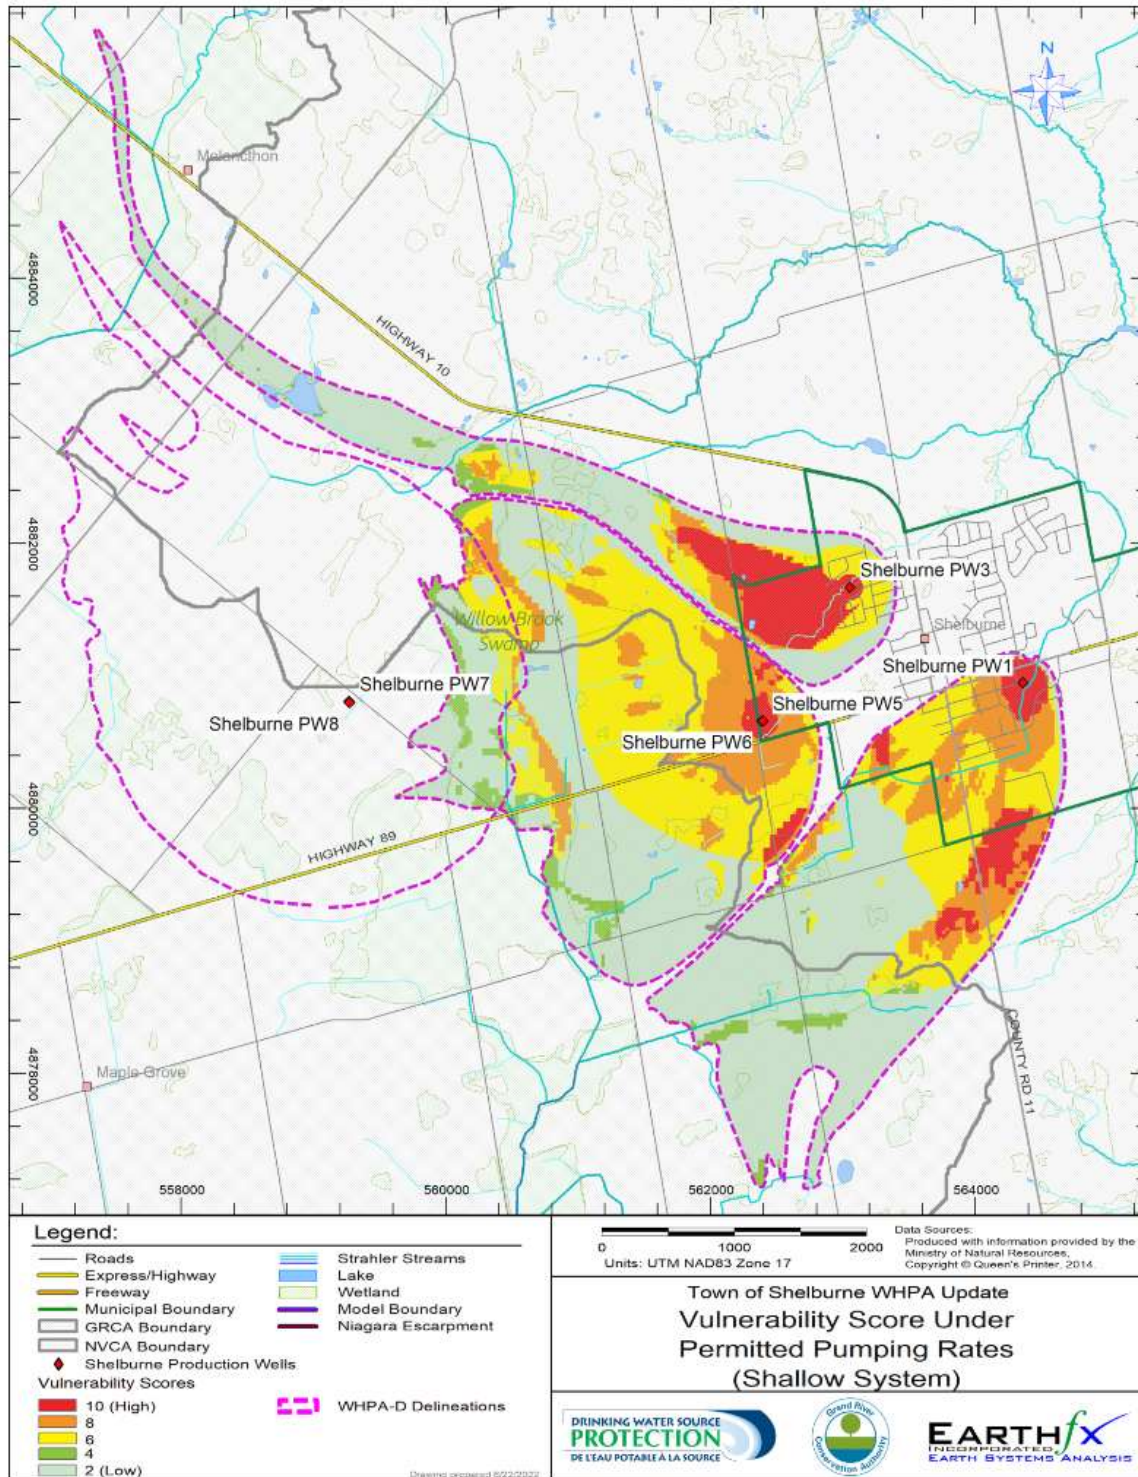 N
Melancthon
4884000
HIGHWAY 10
4882000
Shelburne PW3
Willow Brook
Swamp
Shelburne
Shelburne PW1
Shelburne PW7
Shelburne PW5
Shelburne PW8
Shelburne PW6
4880000
HIGHWAY 89
COUNTY RD 11
4878000
Maple Grove
558000
560000
562000
564000
Legend:
Roads
Express/Highway
Freeway
Municipal Boundary
GRCA Boundary
NVCA Boundary
Shelburne Production Wells
Vulnerability Scores
10 (High)
8
6
4
2 (Low)
Strahler Streams
Lake
Wetland
Model Boundary
Niagara Escarpment
WHPA-D Delineations
Drawing prepared 8/22/2022
0 1000 2000
Units: UTM NAD83 Zone 17
Data Sources:
Produced with information provided by the
Ministry of Natural Resources,
Copyright © Queen's Printer, 2014.
Town of Shelburne WHPA Update
Vulnerability Score Under
Permitted Pumping Rates
(Shallow System)
DRINKING WATER SOURCE
PROTECTION
DE L'EAU POTABLE À LA SOURCE
Grand River
Conservation Authority
EARTHfx
INCORPORATED
EARTH SYSTEMS ANALYSIS